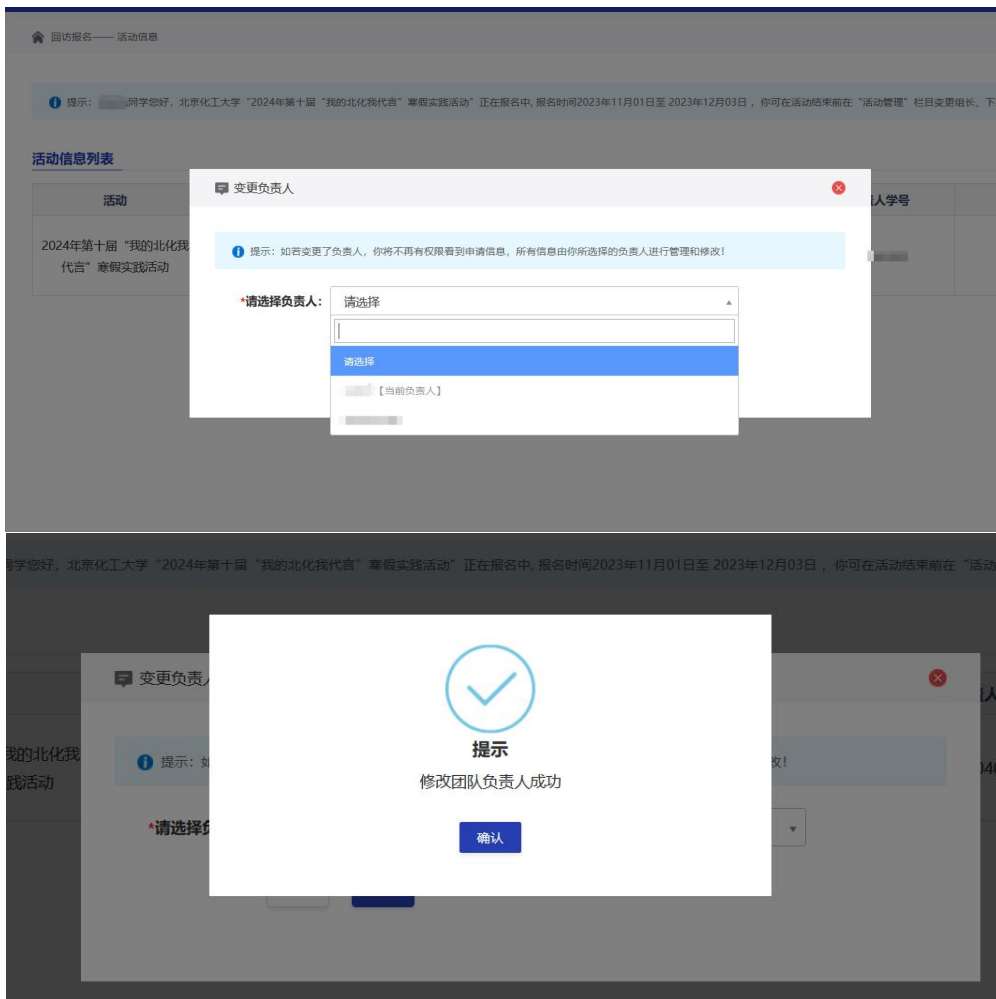 回访报名—— 活动信息
提示: 同学您好, 北京化工大学 "2024年第十届 "我的北化我代言" 寒假实践活动" 正在报名中, 报名时间2023年11月01日至 2023年12月03日 , 你可在活动结束前在 "活动管理" 栏目变更组长、下
活动信息列表
变更负责人
活动
人学号
2024年第十届 "我的北化我
代言" 寒假实践活动
提示: 如若变更了负责人, 你将不再有权限看到申请信息, 所有信息由你所选择的负责人进行管理和修改!
*请选择负责人:
请选择
请选择
【当前负责人】
同学您好, 北京化工大学 "2024年第十届 "我的北化我代言" 寒假实践活动" 正在报名中, 报名时间2023年11月01日至 2023年12月03日 , 你可在活动结束前在 "活动
变更负责人
提示
我的北化我
践活动
提示: 如
改!
修改团队负责人成功
*请选择负
确认